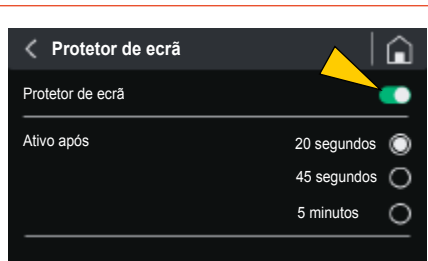 Protetor de ecrã
Protetor de ecrã
Ativo após
20 segundos
45 segundos
5 minutos